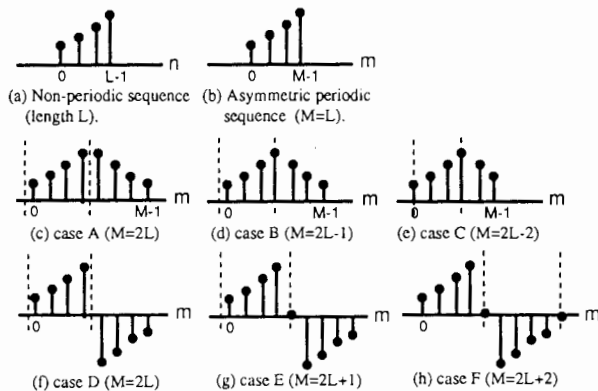 0 L-1 n
0 M-1 m
(a) Non-periodic sequence
(length L).
(b) Asymmetric periodic
sequence (M=L).
0 M-1 m
0 M-1 m
0 M-1 m
(c) case A (M=2L)
(d) case B (M=2L-1)
(e) case C (M=2L-2)
0 m
0 m
0 m
(f) case D (M=2L)
(g) case E (M=2L+1)
(h) case F (M=2L+2)